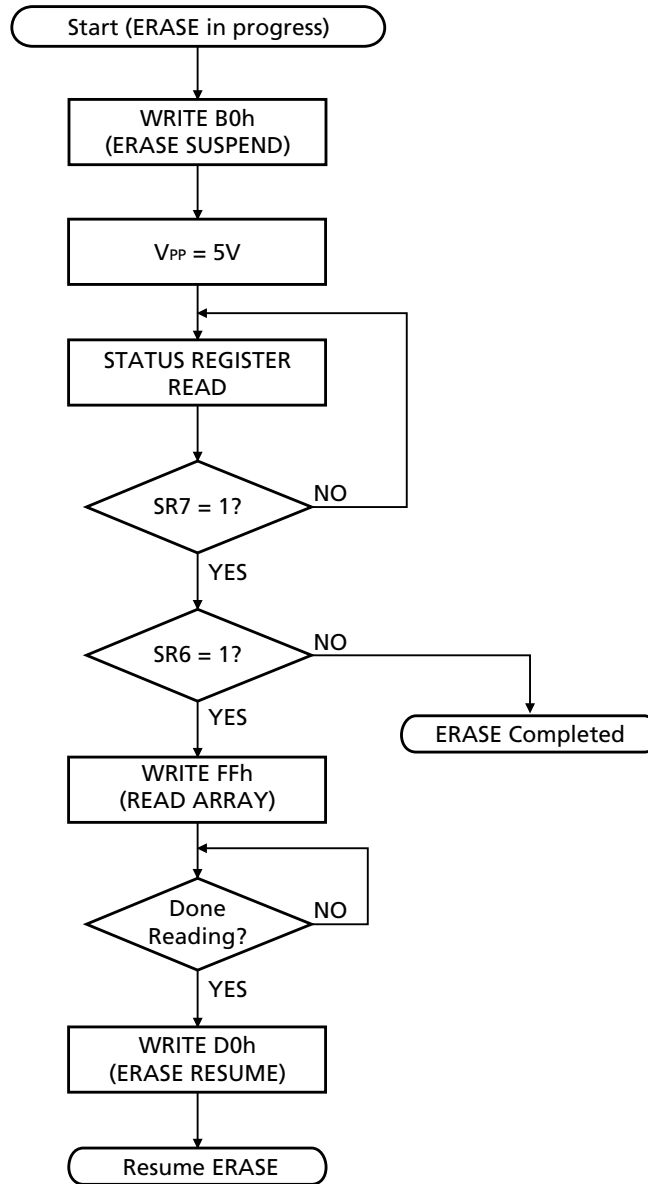 Start (ERASE in progress)
WRITE B0h
(ERASE SUSPEND)
VPP = 5V
STATUS REGISTER
READ
SR7 = 1?
NO
YES
SR6 = 1?
NO
YES
ERASE Completed
WRITE FFh
(READ ARRAY)
Done
Reading?
NO
YES
WRITE D0h
(ERASE RESUME)
Resume ERASE